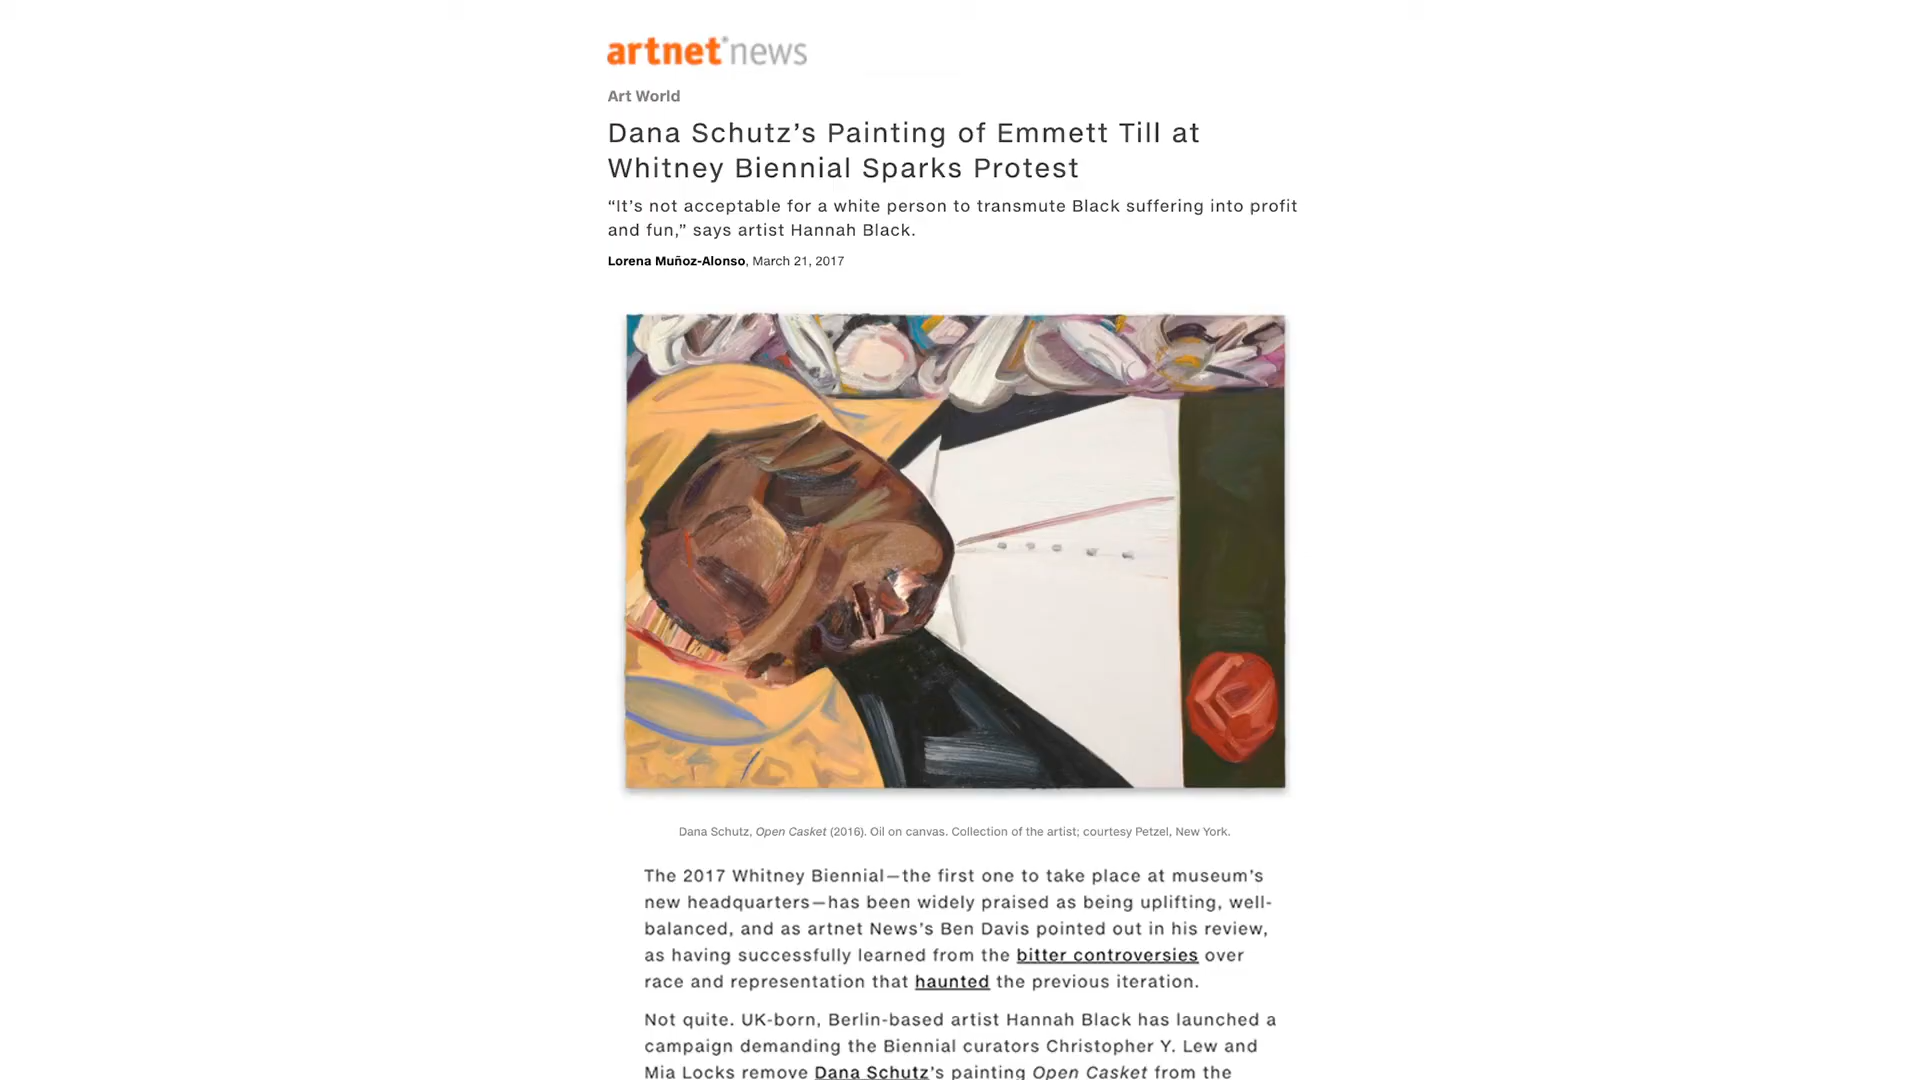 artnet®news
Art World
Dana Schutz’s Painting of Emmett Till at
Whitney Biennial Sparks Protest
“It’s not acceptable for a white person to transmute Black suffering into profit
and fun,” says artist Hannah Black.
Lorena Muñoz-Alonso, March 21, 2017
Dana Schutz, Open Casket (2016). Oil on canvas. Collection of the artist; courtesy Petzel, New York.
The 2017 Whitney Biennial—the first one to take place at museum’s
new headquarters—has been widely praised as being uplifting, well-
balanced, and as artnet News’s Ben Davis pointed out in his review,
as having successfully learned from the bitter controversies over
race and representation that haunted the previous iteration.
Not quite. UK-born, Berlin-based artist Hannah Black has launched a
campaign demanding the Biennial curators Christopher Y. Lew and
Mia Locks remove Dana Schutz’s painting Open Casket from the